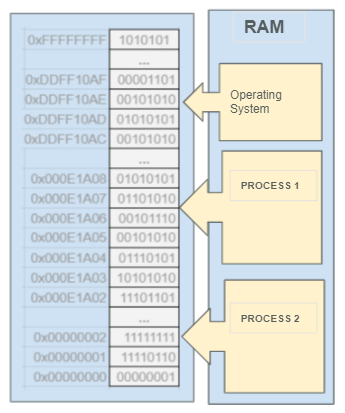 0xFFFFFFFF 1010101
...
0xDDFF10AF 00001101
0xDDFF10AE 00101010
0xDDFF10AD 01010101
0xDDFF10AC 00101010
...
0x000E1A08 01010101
0x000E1A07 01101010
0x000E1A06 00101110
0x000E1A05 00101010
0x000E1A04 01110101
0x000E1A03 10101010
0x000E1A02 11101101
...
0x00000002 11111111
0x00000001 11110110
0x00000000 00000001
RAM
Operating
System
PROCESS 1
PROCESS 2